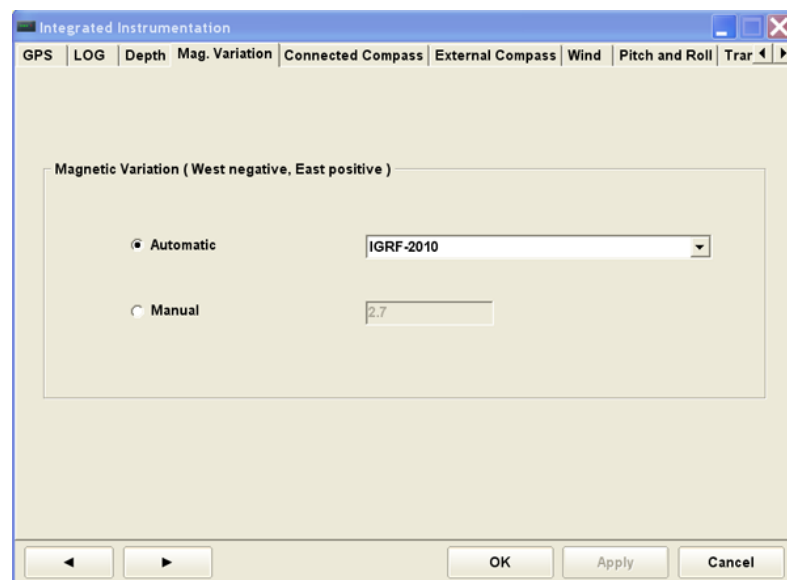 Integrated Instrumentation
GPS LOG Depth Mag. Variation Connected Compass External Compass Wind Pitch and Roll Trar
Magnetic Variation ( West negative, East positive )
Automatic IGRF-2010
Manual 2.7
OK Apply Cancel